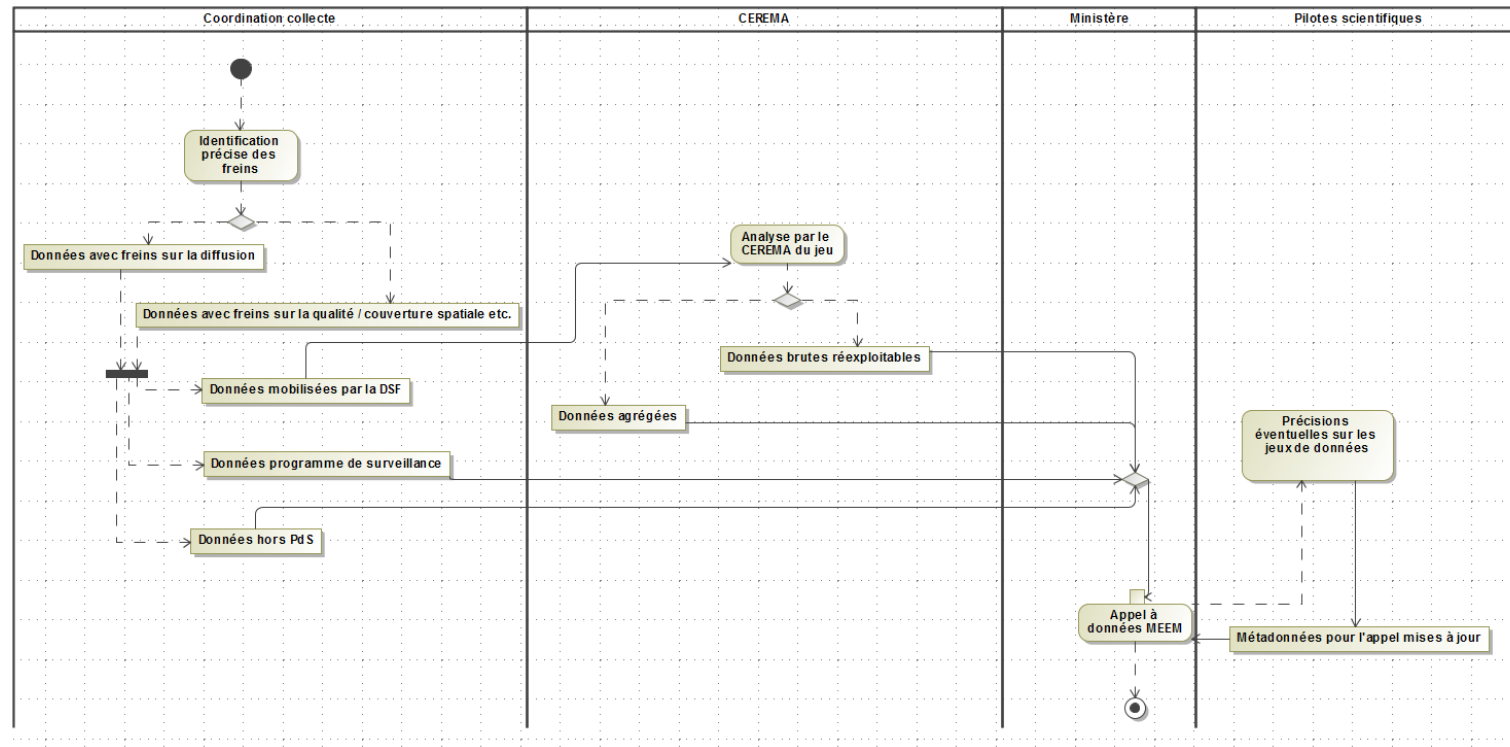 Coordination collecte
CEREMA
Ministère
Pilotes scientifiques
Identification
précise des
freins
Données avec freins sur la diffusion
Données avec freins sur la qualité / couverture spatiale etc.
Données mobilisées par la DSF
Données programme de surveillance
Données hors PdS
Analyse par le
CEREMA du jeu
Données brutes réexploitables
Données agrégées
Appel à
données MEEM
Précisions
éventuelles sur les
jeux de données
Métadonnées pour l'appel mises à jour